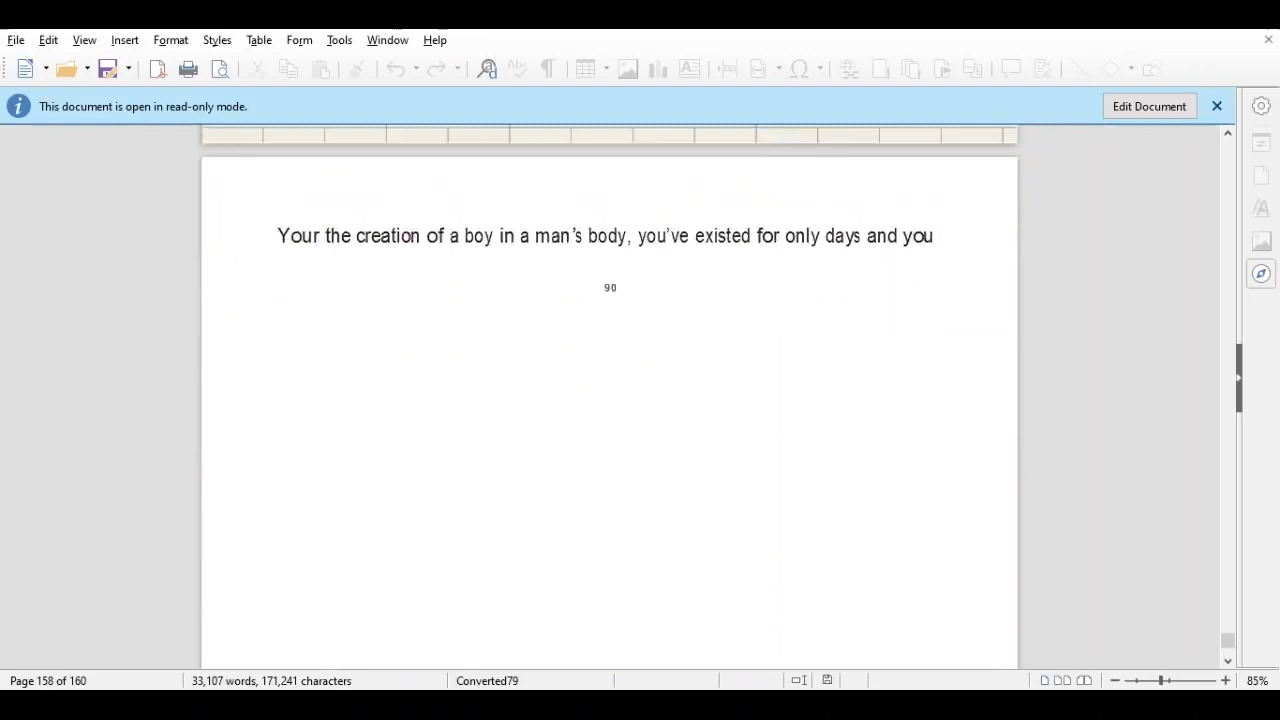 File Edit View Insert Format Styles Table Form Tools Window Help
This document is open in read-only mode.
Edit Document
Your the creation of a boy in a man’s body, you’ve existed for only days and you
90
Page 158 of 160
33,107 words, 171,241 characters
Converted79
85%